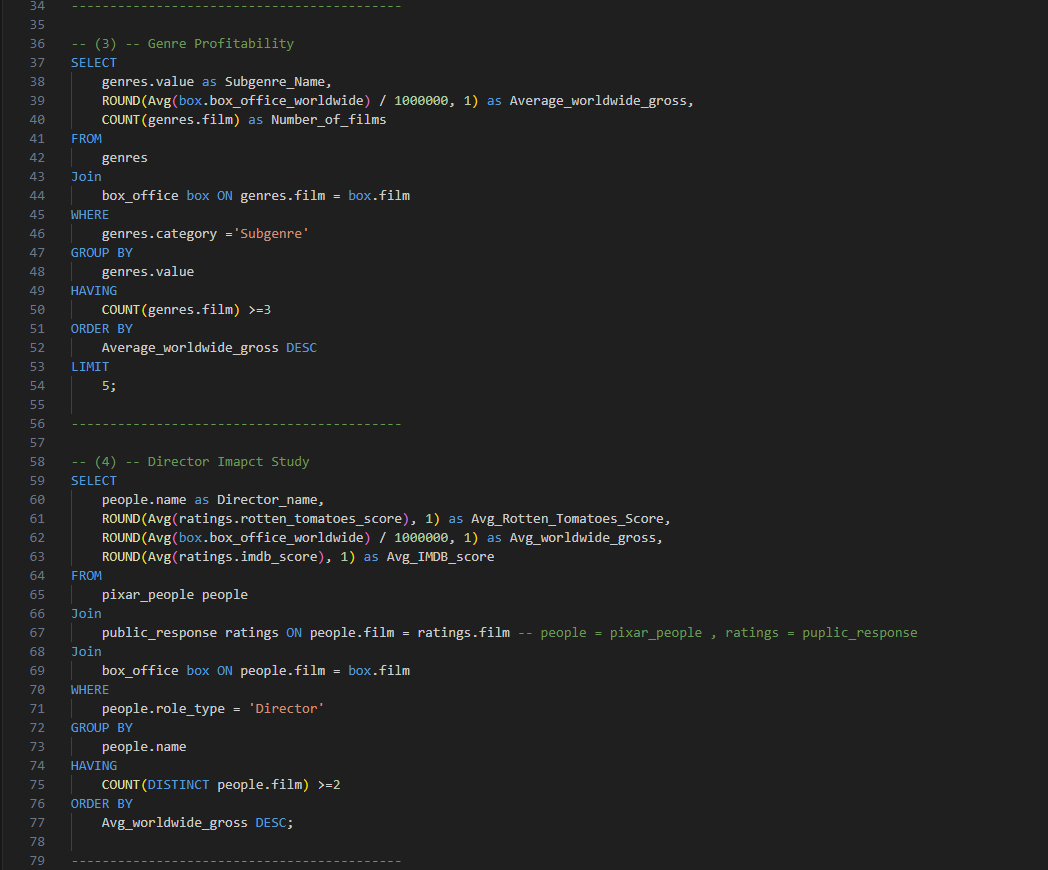 34 -------------------------------------------
35
36 -- (3) -- Genre Profitability
37 SELECT
38     genres.value as Subgenre_Name,
39     ROUND(Avg(box.box_office_worldwide) / 1000000, 1) as Average_worldwide_gross,
40     COUNT(genres.film) as Number_of_films
41 FROM
42     genres
43 Join
44     box_office box ON genres.film = box.film
45 WHERE
46     genres.category ='Subgenre'
47 GROUP BY
48     genres.value
49 HAVING
50     COUNT(genres.film) >=3
51 ORDER BY
52     Average_worldwide_gross DESC
53 LIMIT
54     5;
55
56 -------------------------------------------
57
58 -- (4) -- Director Imapct Study
59 SELECT
60     people.name as Director_name,
61     ROUND(Avg(ratings.rotten_tomatoes_score), 1) as Avg_Rotten_Tomatoes_Score,
62     ROUND(Avg(box.box_office_worldwide) / 1000000, 1) as Avg_worldwide_gross,
63     ROUND(Avg(ratings.imdb_score), 1) as Avg_IMDB_score
64 FROM
65     pixar_people people
66 Join
67     public_response ratings ON people.film = ratings.film -- people = pixar_people , ratings = puplic_response
68 Join
69     box_office box ON people.film = box.film
70 WHERE
71     people.role_type = 'Director'
72 GROUP BY
73     people.name
74 HAVING
75     COUNT(DISTINCT people.film) >=2
76 ORDER BY
77     Avg_worldwide_gross DESC;
78
79 -------------------------------------------